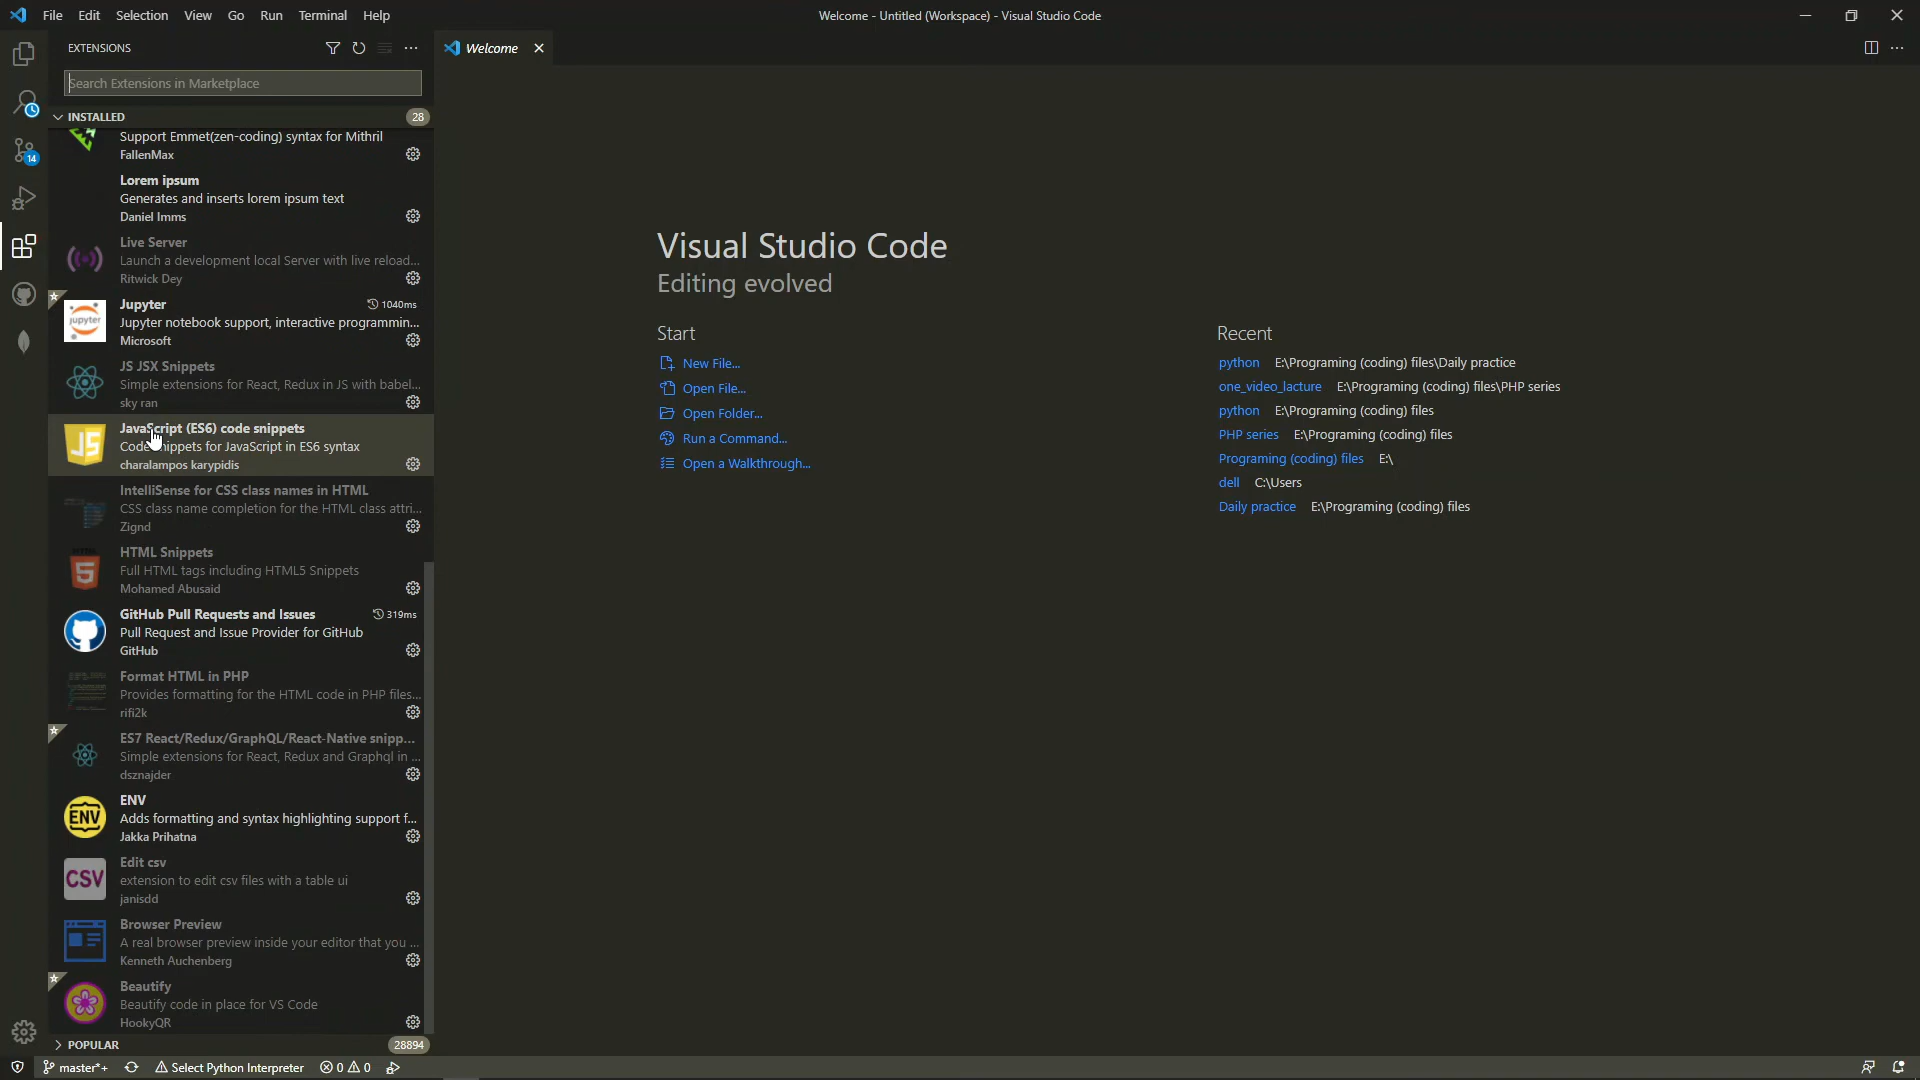 File Edit Selection View Go Run Terminal Help
Welcome - Untitled (Workspace) - Visual Studio Code
EXTENSIONS
Welcome
Search Extensions in Marketplace
INSTALLED 28
Support Emmet(zen-coding) syntax for Mithril
FallenMax
14
Lorem ipsum
Generates and inserts lorem ipsum text
Daniel Imms
Live Server
Launch a development local Server with live reload...
Ritwick Dey
Jupyter 1040ms
jupyter
Jupyter notebook support, interactive programmin...
Microsoft
JS JSX Snippets
Simple extensions for React, Redux in JS with babel...
sky ran
JavaScript (ES6) code snippets
JS
Code snippets for JavaScript in ES6 syntax
charalampos karypidis
IntelliSense for CSS class names in HTML
CSS class name completion for the HTML class attri...
Zignd
HTML Snippets
HTML
5
Full HTML tags including HTML5 Snippets
Mohamed Abusaid
GitHub Pull Requests and Issues 319ms
Pull Request and Issue Provider for GitHub
GitHub
Format HTML in PHP
Provides formatting for the HTML code in PHP files...
rifi2k
ES7 React/Redux/GraphQL/React-Native snipp...
Simple extensions for React, Redux and Graphql in ...
dsznajder
ENV
ENV
Adds formatting and syntax highlighting support f...
Jakka Prihatna
Edit csv
CSV
extension to edit csv files with a table ui
janisdd
Browser Preview
A real browser preview inside your editor that you ...
Kenneth Auchenberg
Beautify
Beautify code in place for VS Code
HookyQR
POPULAR 28894
Visual Studio Code
Editing evolved
Start
New File...
Open File...
Open Folder...
Run a Command...
Open a Walkthrough...
Recent
python E:\Programing (coding) files\Daily practice
one_video_lacture E:\Programing (coding) files\PHP series
python E:\Programing (coding) files
PHP series E:\Programing (coding) files
Programing (coding) files E:\
dell C:\Users
Daily practice E:\Programing (coding) files
master*+ Select Python Interpreter 0 0